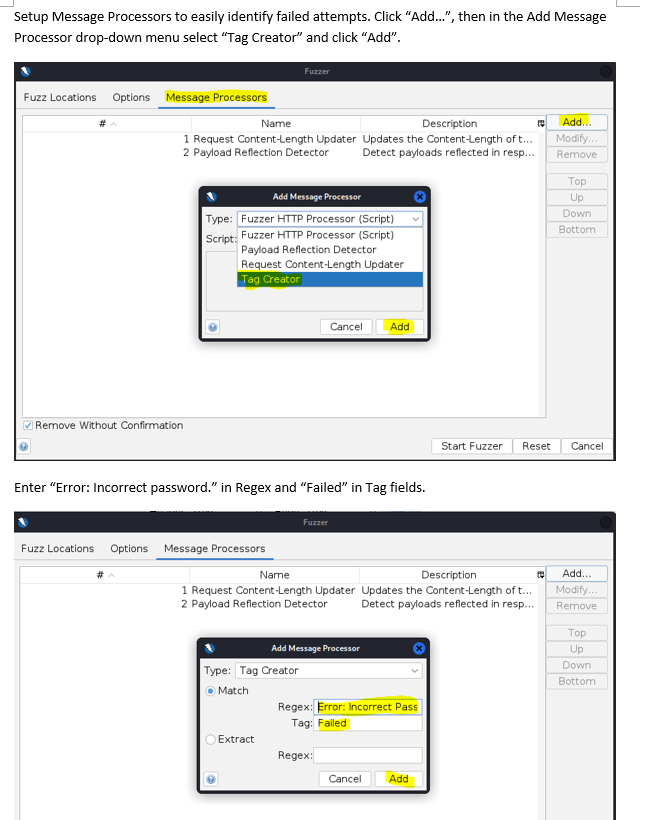 Setup Message Processors to easily identify failed attempts. Click “Add...”, then in the Add Message
Processor drop-down menu select “Tag Creator” and click “Add”.
Fuzzer
Fuzz Locations Options Message Processors
# Name Description Add...
1 Request Content-Length Updater Updates the Content-Length of t... Modify...
2 Payload Reflection Detector Detect payloads reflected in resp... Remove
Top
Add Message Processor Up
Type: Fuzzer HTTP Processor (Script) Down
Script: Fuzzer HTTP Processor (Script) Bottom
Payload Reflection Detector
Request Content-Length Updater
Tag Creator
Cancel Add
Remove Without Confirmation
Start Fuzzer Reset Cancel
Enter “Error: Incorrect password.” in Regex and “Failed” in Tag fields.
Fuzzer
Fuzz Locations Options Message Processors
# Name Description Add...
1 Request Content-Length Updater Updates the Content-Length of t... Modify...
2 Payload Reflection Detector Detect payloads reflected in resp... Remove
Top
Add Message Processor Up
Type: Tag Creator Down
Match Bottom
Regex: Error: Incorrect Pass
Tag: Failed
Extract
Regex:
Cancel Add